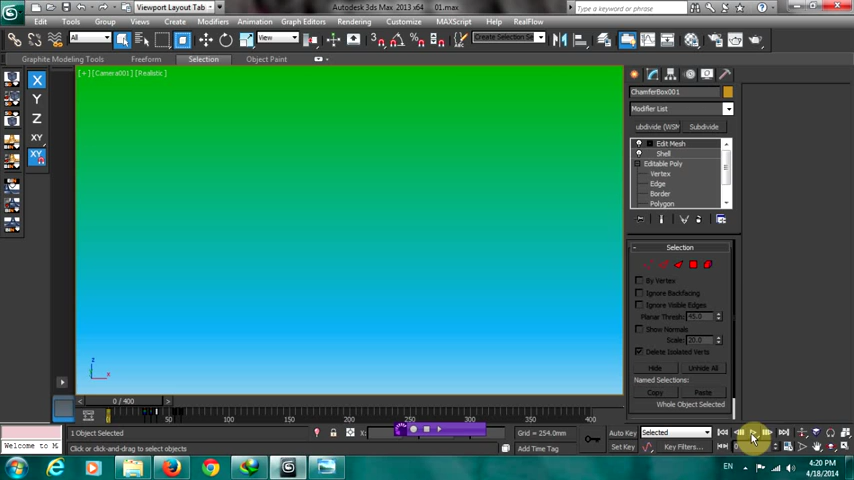 Viewport Layout Tab
Autodesk 3ds Max 2013 x64
01.max
Type a keyword or phrase
Edit Tools Group Views Create Modifiers Animation Graph Editors Rendering Customize MAXScript Help RealFlow
All
View
Create Selection Se
Graphite Modeling Tools Freeform Selection Object Paint
X
Y
Z
XY
XY
[+][Camera001][Realistic]
ChamferBox001
Modifier List
ubdivide (WSM
Subdivide
Edit Mesh
Shell
Editable Poly
Vertex
Edge
Border
Polygon
Selection
By Vertex
Ignore Backfacing
Ignore Visible Edges
Planar Thresh: 45.0
Show Normals
Scale: 20.0
Delete Isolated Verts
Hide
Unhide All
Named Selections:
Copy
Paste
Whole Object Selected
z
x
0 / 400
50 100 150 200 250 300 350 400
1 Object Selected
X:
Grid = 254.0mm
Auto Key
Selected
Welcome to M
Click and-drag to select objects
Add Time Tag
Set Key
Key Filters...
0
EN
4:20 PM
4/18/2014